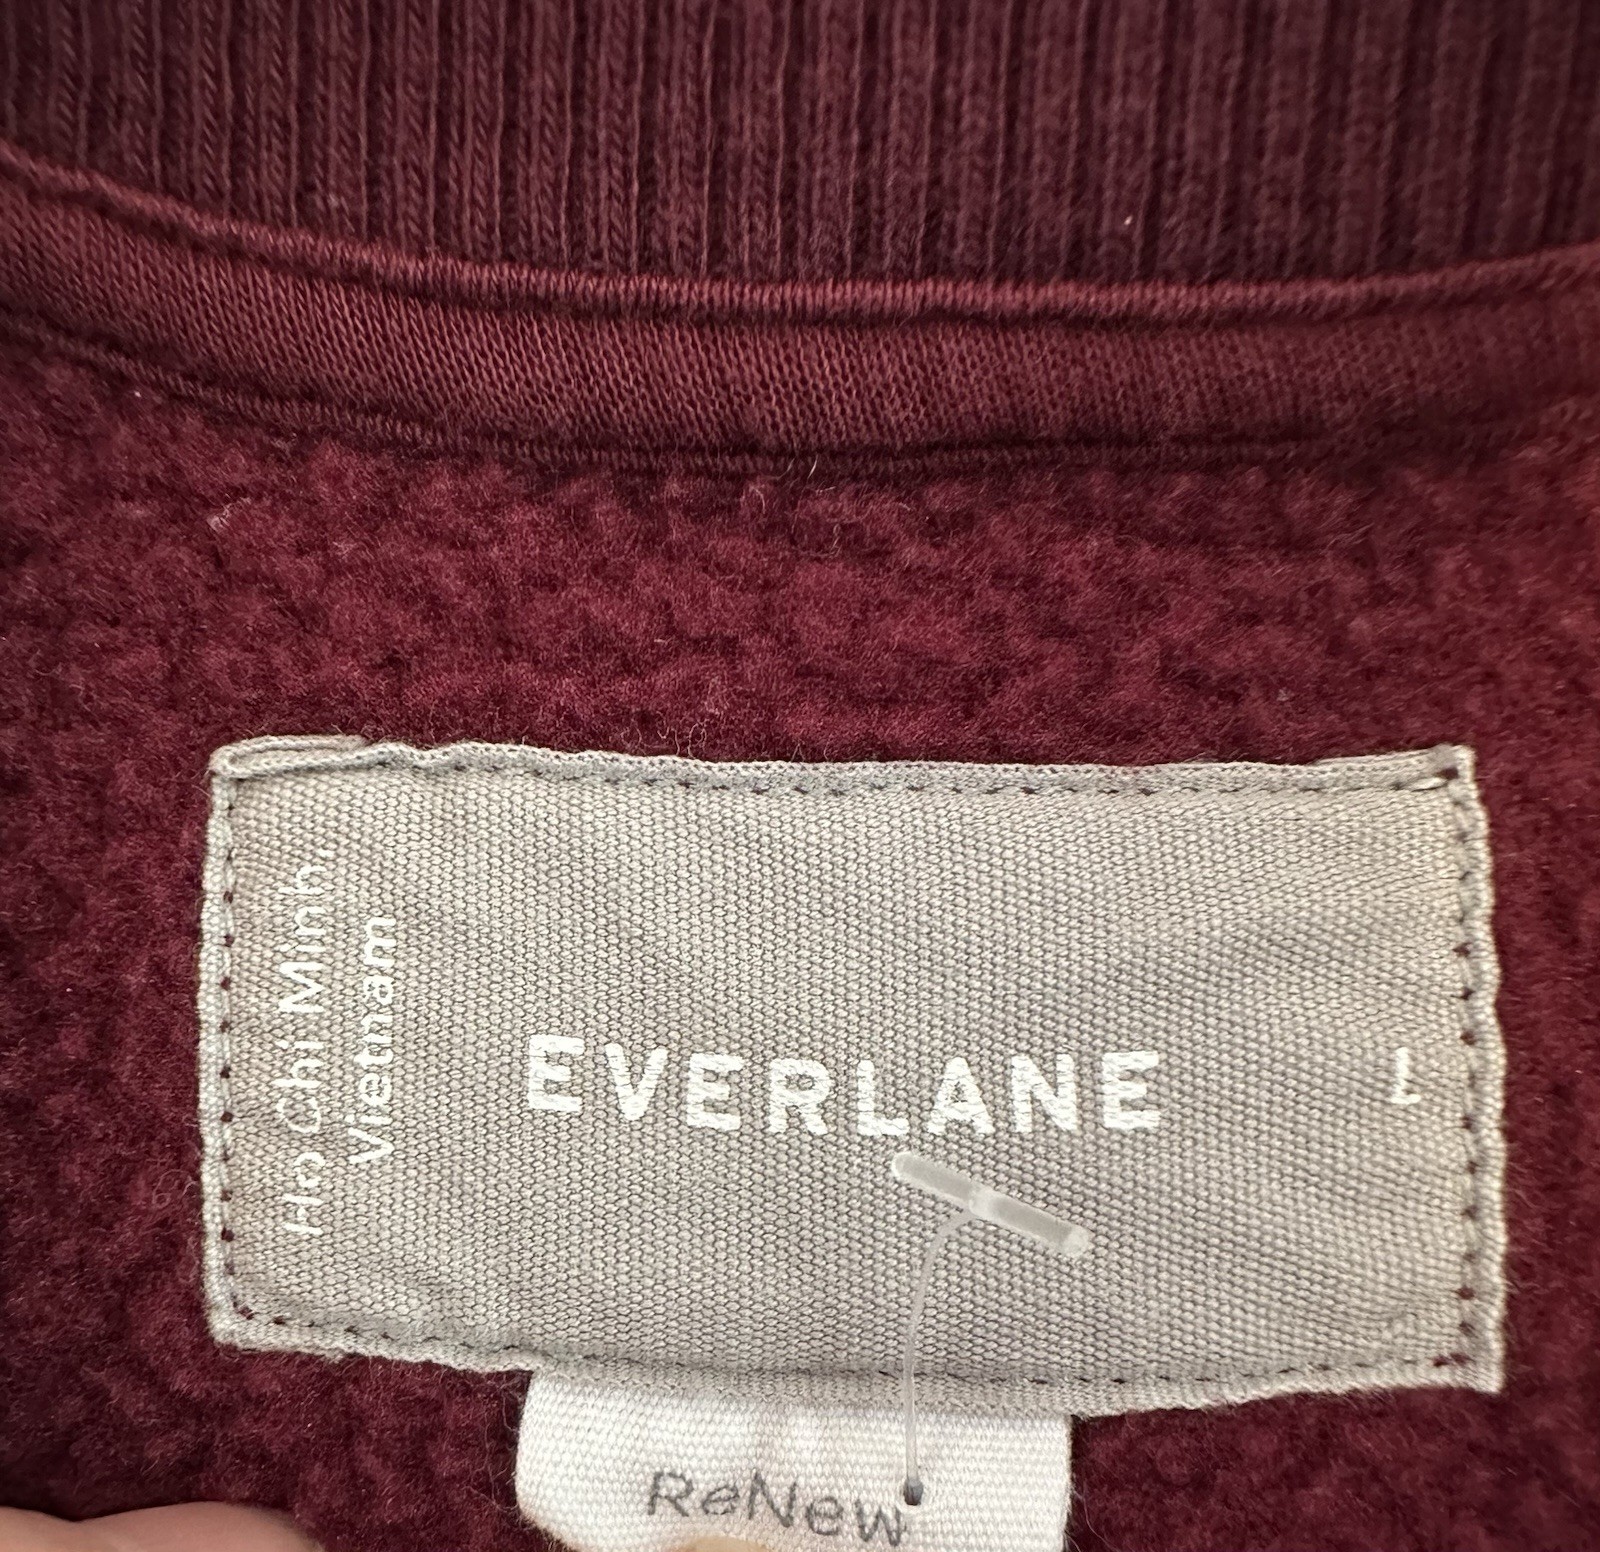 Ho Chi Minh,
Vietnam
EVERLANE
L
ReNew